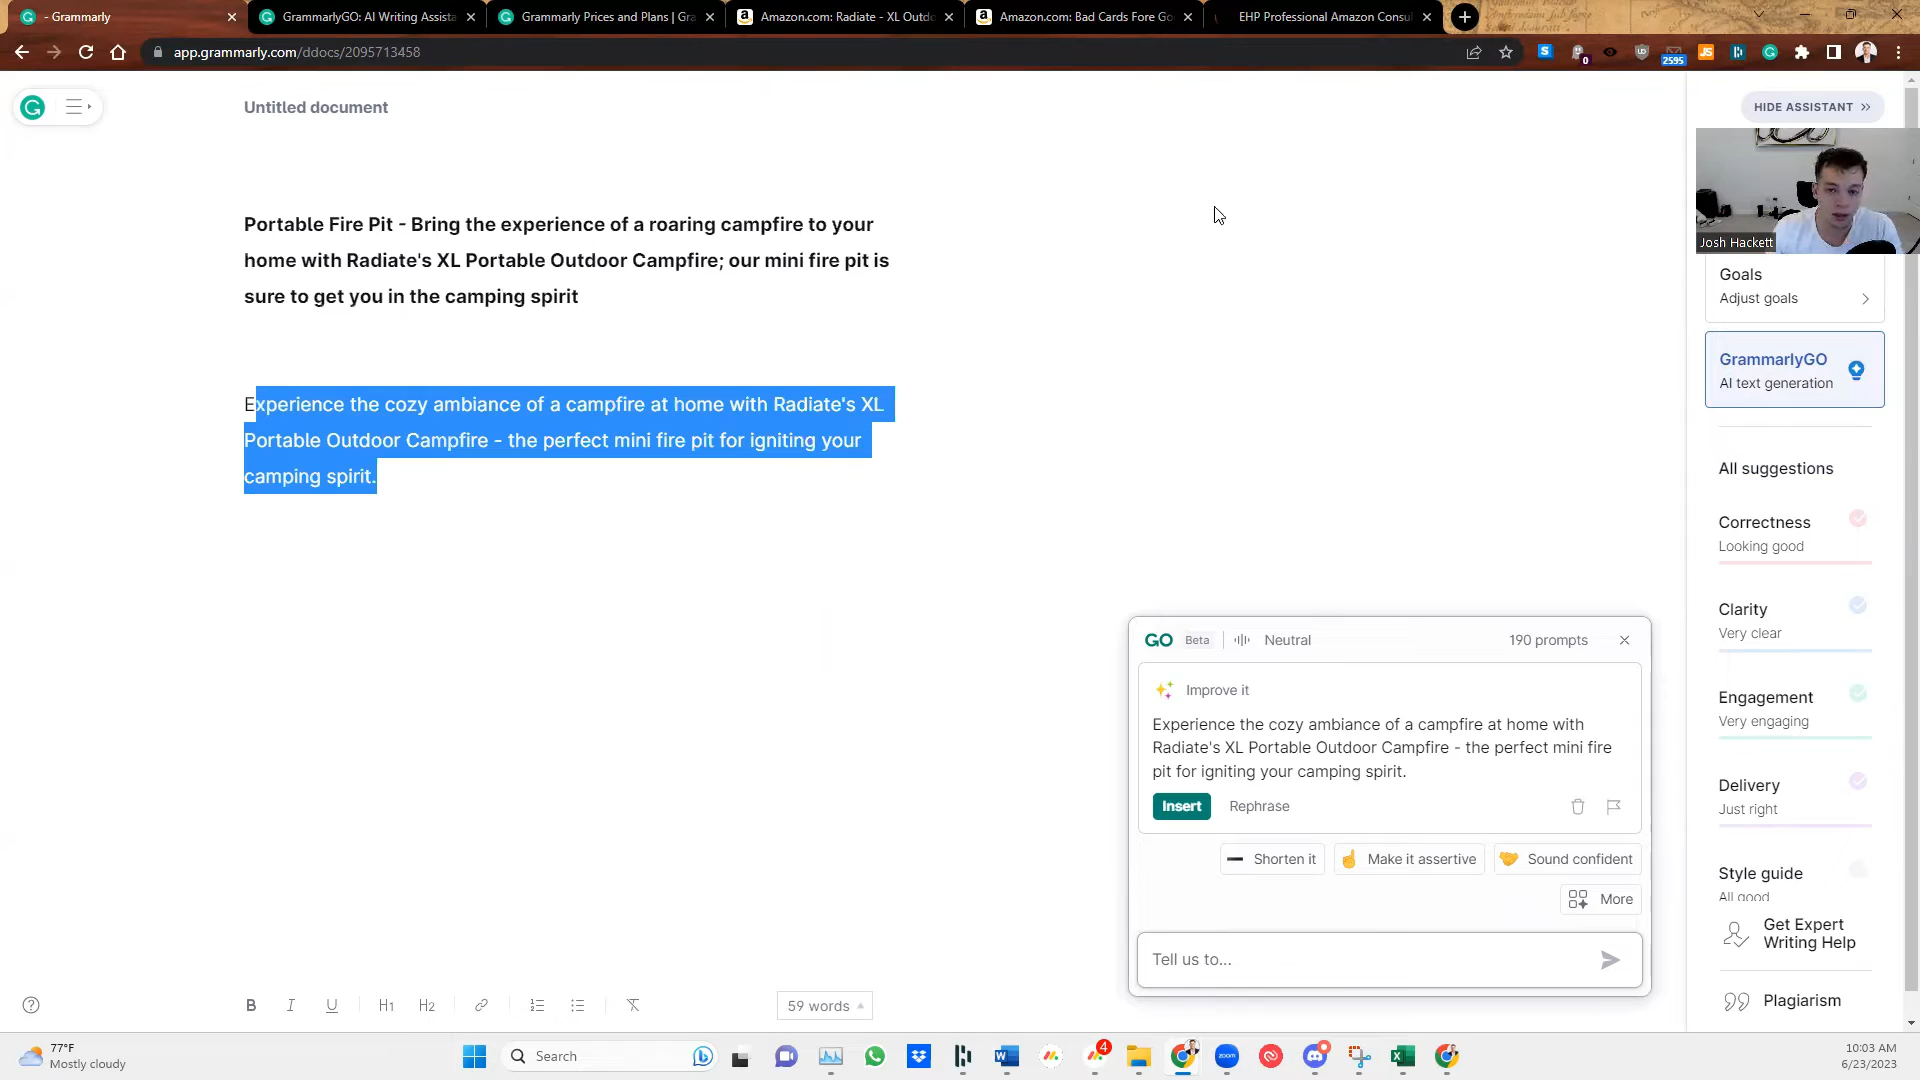 - Grammarly
GrammarlyGO: AI Writing Assista
Grammarly Prices and Plans | Gra
Amazon.com: Radiate - XL Outdo
Amazon.com: Bad Cards Fore Go
EHP Professional Amazon Consul
app.grammarly.com/ddocs/2095713458
0
2595
Untitled document
HIDE ASSISTANT
Portable Fire Pit - Bring the experience of a roaring campfire to your
home with Radiate's XL Portable Outdoor Campfire; our mini fire pit is
sure to get you in the camping spirit
Josh Hackett
Goals
Adjust goals
GrammarlyGO
AI text generation
Experience the cozy ambiance of a campfire at home with Radiate's XL
Portable Outdoor Campfire - the perfect mini fire pit for igniting your
camping spirit.
All suggestions
Correctness
Looking good
Clarity
Very clear
Engagement
Very engaging
Delivery
Just right
Style guide
All good
Get Expert
Writing Help
Plagiarism
GO Beta Neutral 190 prompts
Improve it
Experience the cozy ambiance of a campfire at home with
Radiate's XL Portable Outdoor Campfire - the perfect mini fire
pit for igniting your camping spirit.
Insert Rephrase
Shorten it Make it assertive Sound confident
More
Tell us to...
B I U H1 H2
59 words
77°F
Mostly cloudy
Search
zoom
4
10:03 AM
6/23/2023